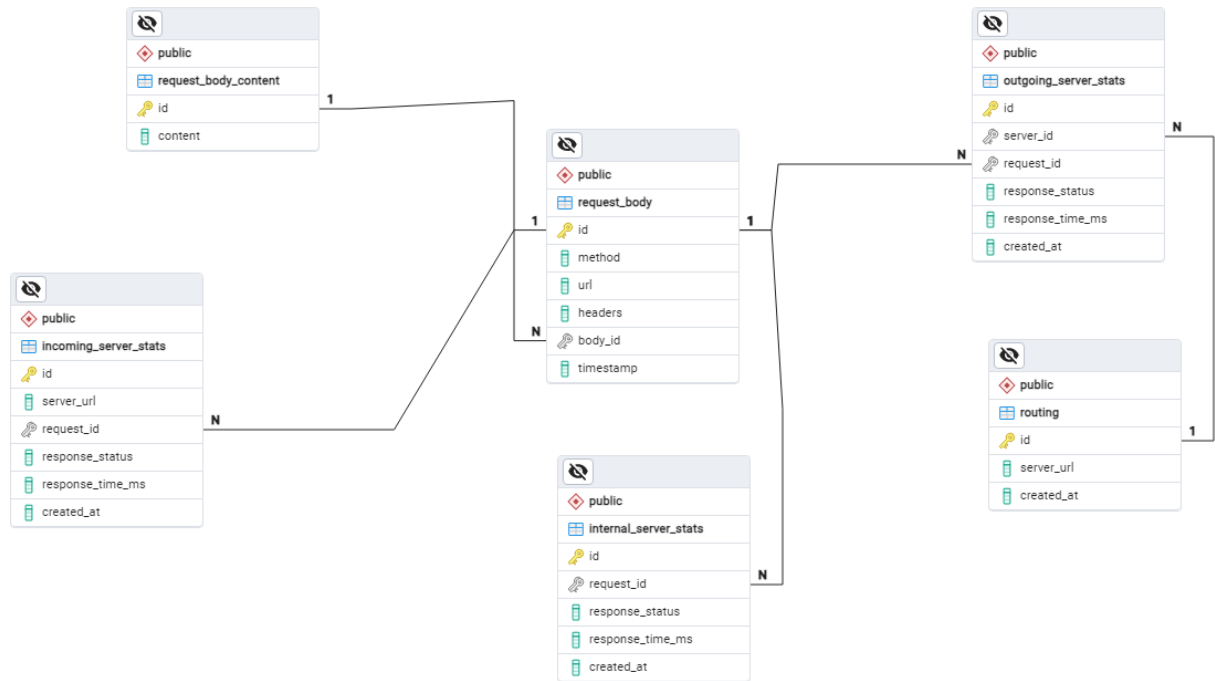 public
request_body_content
id
content
1
public
incoming_server_stats
id
server_url
request_id
response_status
response_time_ms
created_at
N
public
request_body
id
method
url
headers
body_id
timestamp
1
N
1
public
internal_server_stats
id
request_id
response_status
response_time_ms
created_at
N
public
outgoing_server_stats
id
server_id
request_id
response_status
response_time_ms
created_at
N
N
public
routing
id
server_url
created_at
1